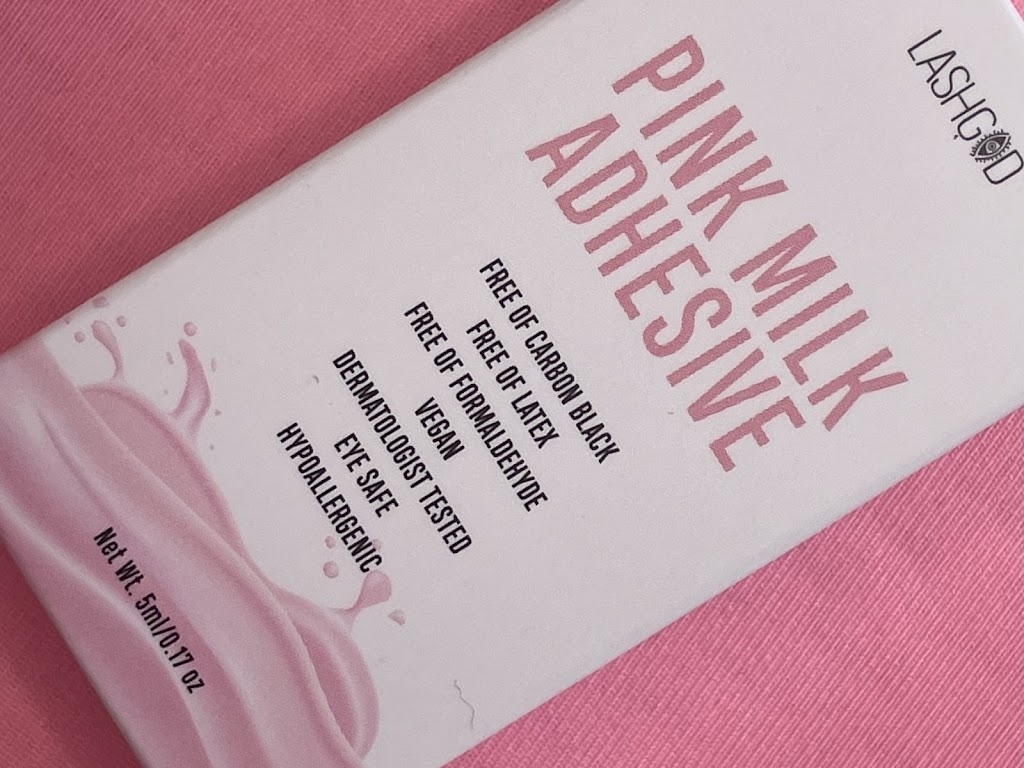 LASHGOD
PINK MILK
ADHESIVE
FREE OF CARBON BLACK
FREE OF LATEX
FREE OF FORMALDEHYDE
VEGAN
DERMATOLOGIST TESTED
EYE SAFE
HYPOALLERGENIC
Net Wt. 5ml/0.17 oz